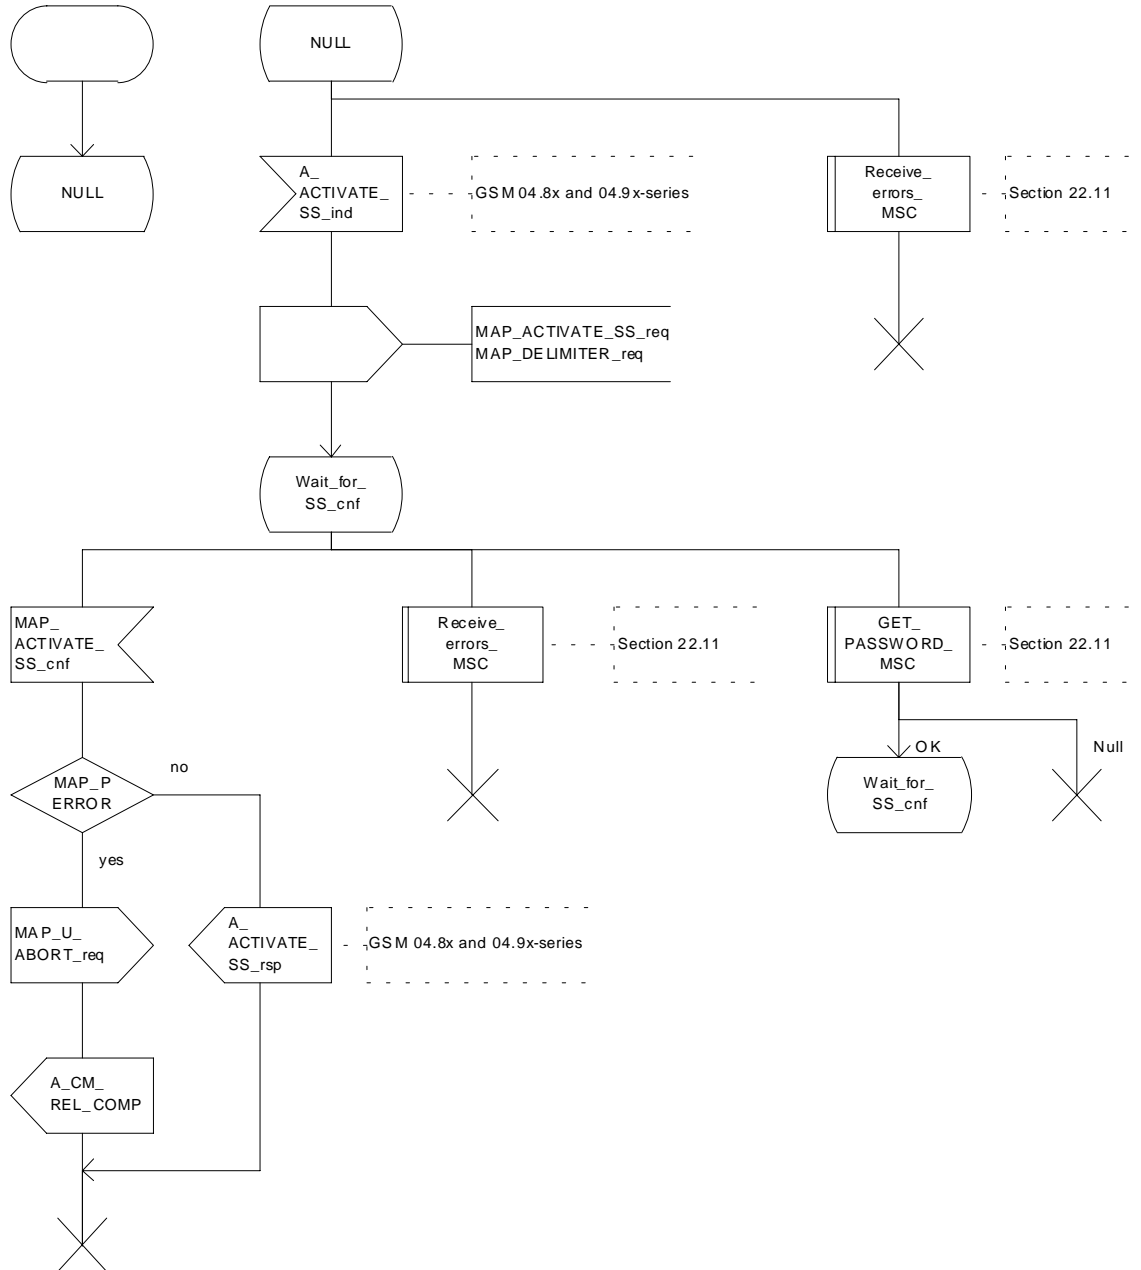 NULL
NULL
A_
ACTIVATE_
SS_ind
GSM 04.8x and 04.9x-series
Receive_
errors_
MSC
Section 22.11
MAP_ACTIVATE_SS_req
MAP_DELIMITER_req
Wait_for_
SS_cnf
MAP_
ACTIVATE_
SS_cnf
Receive_
errors_
MSC
Section 22.11
GET_
PASSWORD_
MSC
Section 22.11
OK
Null
MAP_P
ERROR
no
Wait_for_
SS_cnf
yes
MAP_U_
ABORT_req
A_
ACTIVATE_
SS_rsp
GSM 04.8x and 04.9x-series
A_CM_
REL_COMP